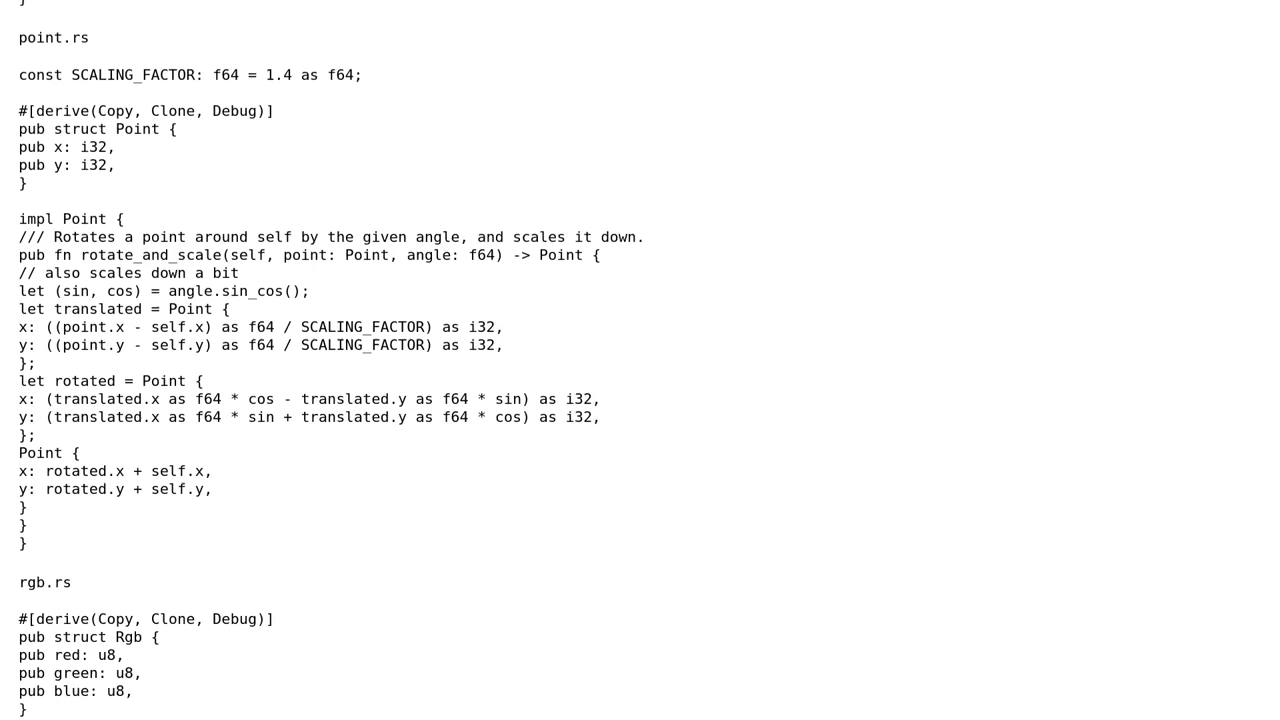 }
point.rs
const SCALING_FACTOR: f64 = 1.4 as f64;
#[derive(Copy, Clone, Debug)]
pub struct Point {
pub x: i32,
pub y: i32,
}
impl Point {
/// Rotates a point around self by the given angle, and scales it down.
pub fn rotate_and_scale(self, point: Point, angle: f64) -> Point {
// also scales down a bit
let (sin, cos) = angle.sin_cos();
let translated = Point {
x: ((point.x - self.x) as f64 / SCALING_FACTOR) as i32,
y: ((point.y - self.y) as f64 / SCALING_FACTOR) as i32,
};
let rotated = Point {
x: (translated.x as f64 * cos - translated.y as f64 * sin) as i32,
y: (translated.x as f64 * sin + translated.y as f64 * cos) as i32,
};
Point {
x: rotated.x + self.x,
y: rotated.y + self.y,
}
}
}
rgb.rs
#[derive(Copy, Clone, Debug)]
pub struct Rgb {
pub red: u8,
pub green: u8,
pub blue: u8,
}